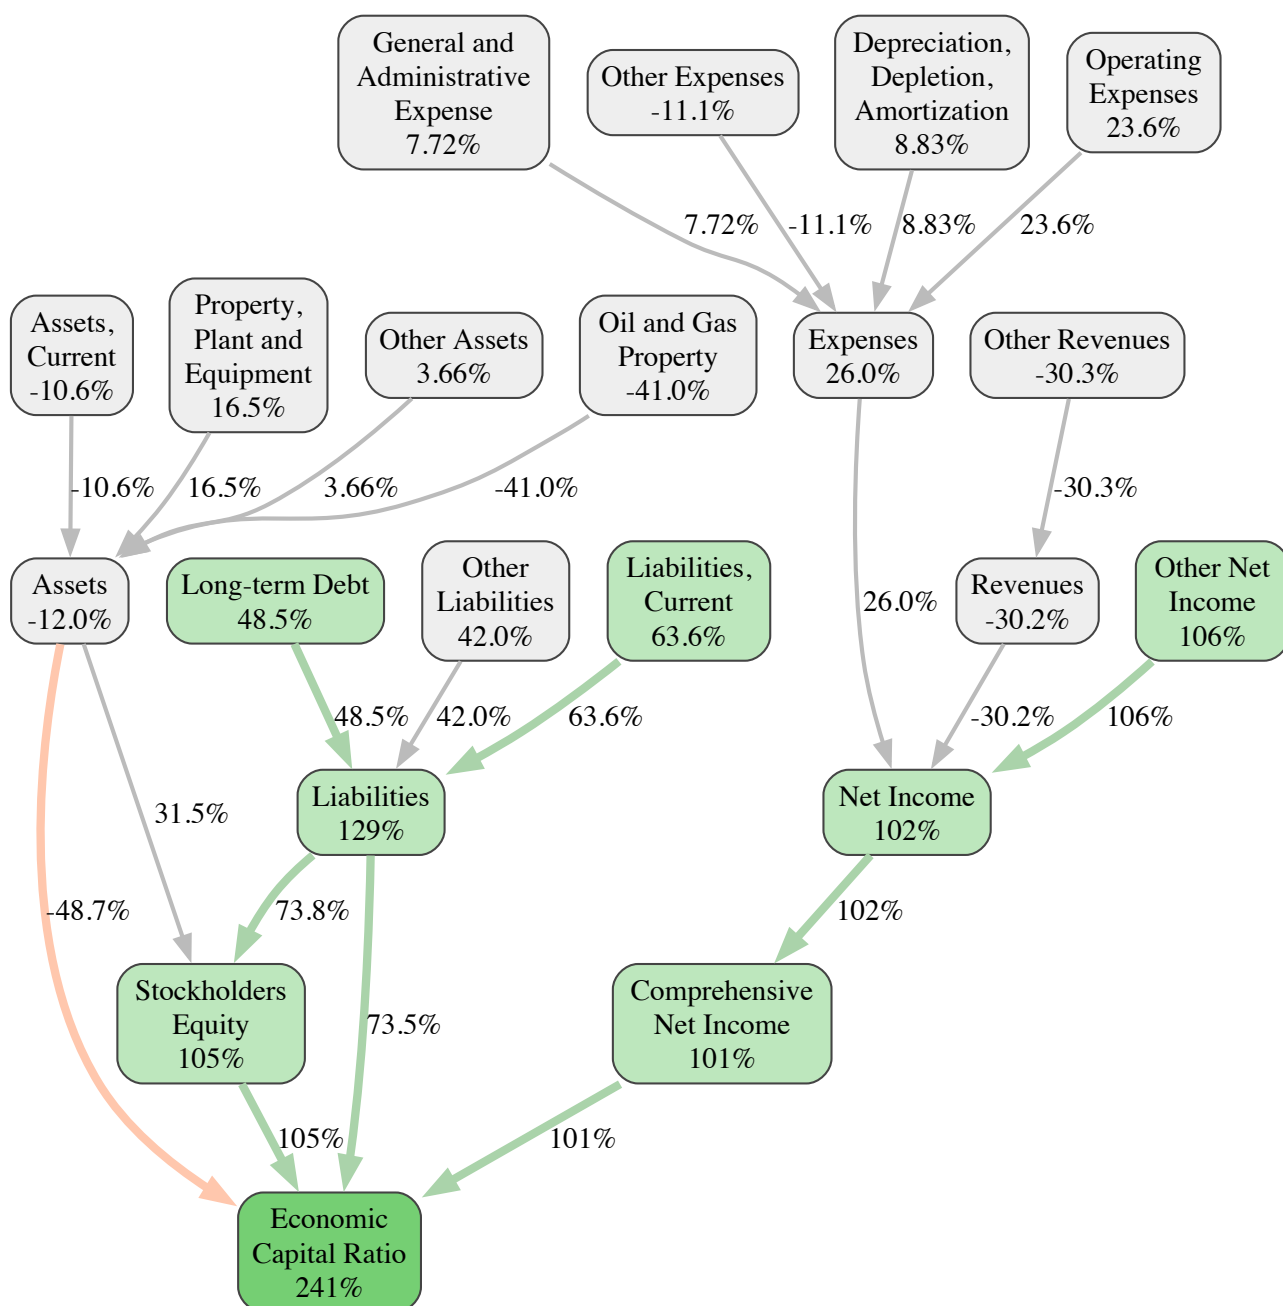 General and
Administrative
Expense
7.72%
Other Expenses
-11.1%
Depreciation,
Depletion,
Amortization
8.83%
Operating
Expenses
23.6%
7.72%
-11.1%
8.83%
23.6%
Assets,
Current
-10.6%
Property,
Plant and
Equipment
16.5%
Other Assets
3.66%
Oil and Gas
Property
-41.0%
Expenses
26.0%
Other Revenues
-30.3%
-10.6%
16.5%
3.66%
-41.0%
-30.3%
Assets
-12.0%
Long-term Debt
48.5%
Other
Liabilities
42.0%
Liabilities,
Current
63.6%
26.0%
Revenues
-30.2%
Other Net
Income
106%
48.5%
42.0%
63.6%
-30.2%
106%
31.5%
Liabilities
129%
Net Income
102%
-48.7%
73.8%
102%
Stockholders
Equity
105%
73.5%
Comprehensive
Net Income
101%
105%
101%
Economic
Capital Ratio
241%